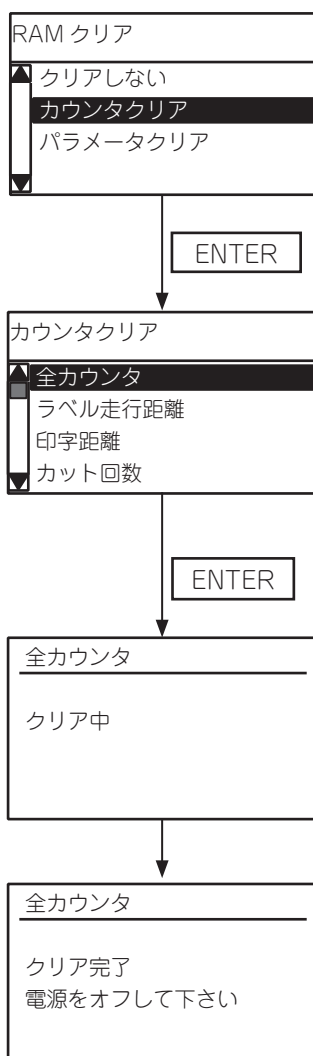 RAM クリア
クリアしない
カウンタクリア
パラメータクリア
ENTER
カウンタクリア
全カウンタ
ラベル走行距離
印字距離
カット回数
ENTER
全カウンタ
クリア中
全カウンタ
クリア完了
電源をオフして下さい